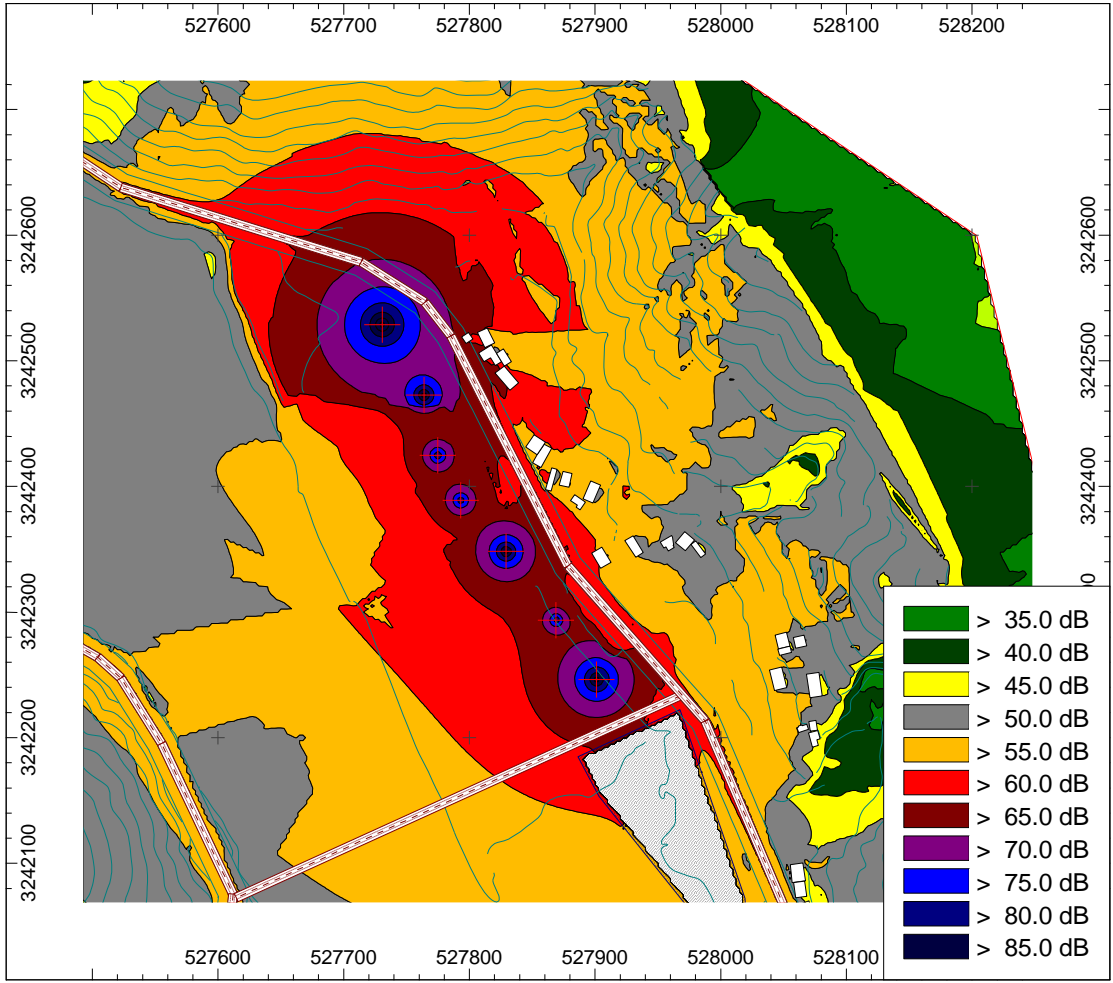 527600 527700 527800 527900 528000 528100 528200
3242600
3242500
3242400
3242300
3242200
3242100
3242600
3242500
3242400
> 35.0 dB
> 40.0 dB
> 45.0 dB
> 50.0 dB
> 55.0 dB
> 60.0 dB
> 65.0 dB
> 70.0 dB
> 75.0 dB
> 80.0 dB
> 85.0 dB
527600 527700 527800 527900 528000 528100